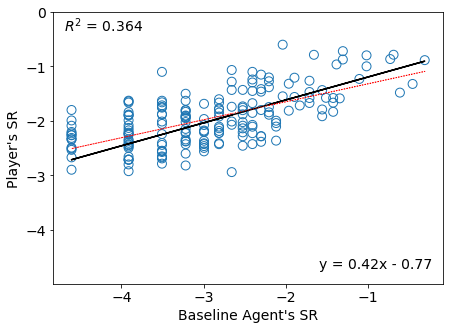 R² = 0.364
0
−1
−2
−3
−4
Player's SR
y = 0.42x - 0.77
−4 −3 −2 −1
Baseline Agent's SR